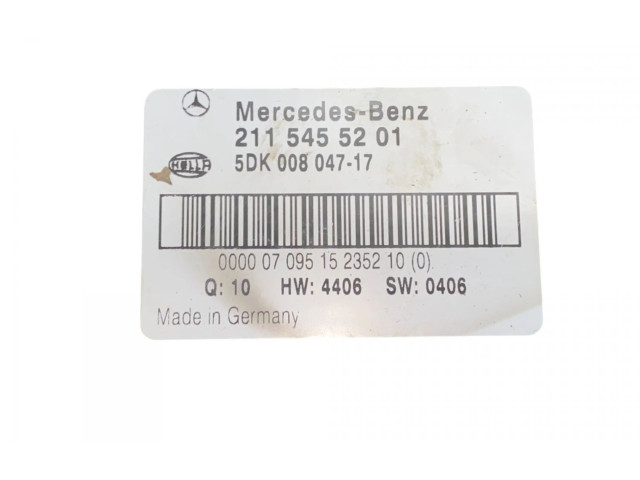 Mercedes-Benz
211 545 52 01
HELLA
5DK 008 047-17
0000 07 095 15 2352 10 (0)
Q: 10 HW: 4406 SW: 0406
Made in Germany